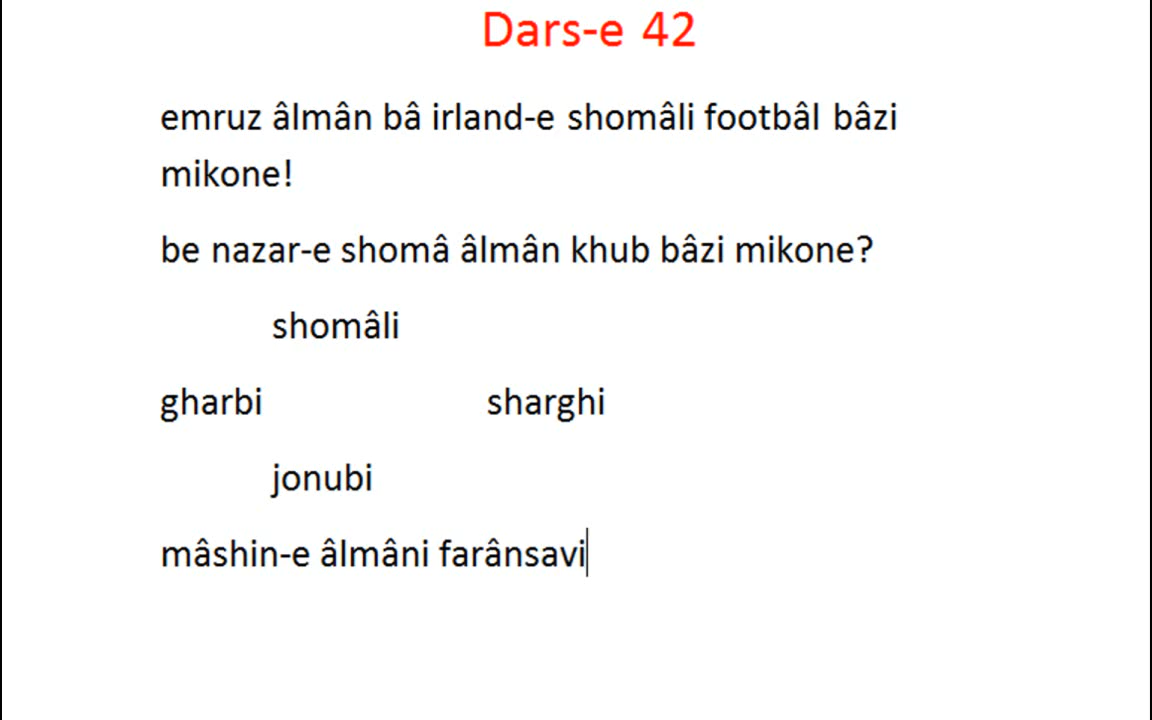 Dars-e 42
emruz âlmân bâ irland-e shomâli footbâl bâzi
mikone!
be nazar-e shomâ âlmân khub bâzi mikone?
shomâli
gharbi sharghi
jonubi
mâshin-e âlmâni farânsavi